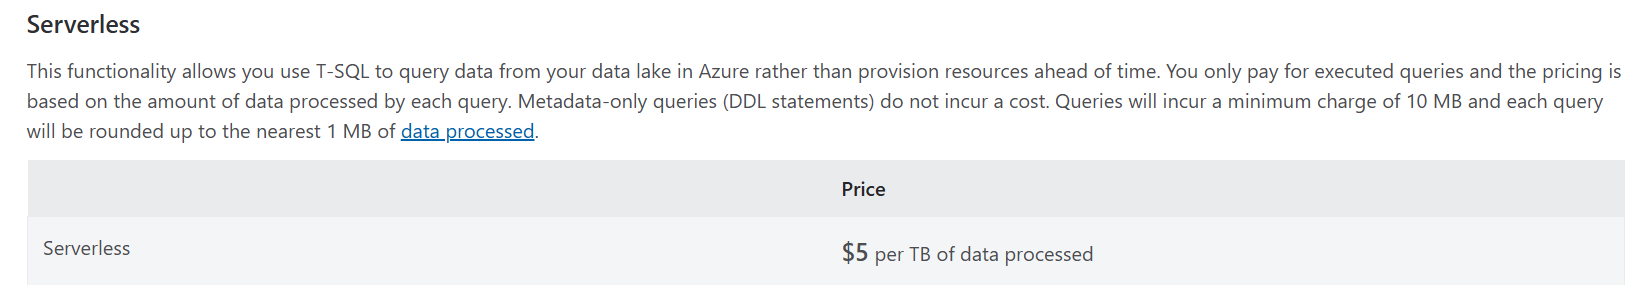 Serverless
This functionality allows you use T-SQL to query data from your data lake in Azure rather than provision resources ahead of time. You only pay for executed queries and the pricing is
based on the amount of data processed by each query. Metadata-only queries (DDL statements) do not incur a cost. Queries will incur a minimum charge of 10 MB and each query
will be rounded up to the nearest 1 MB of data processed.
Price
Serverless $5 per TB of data processed